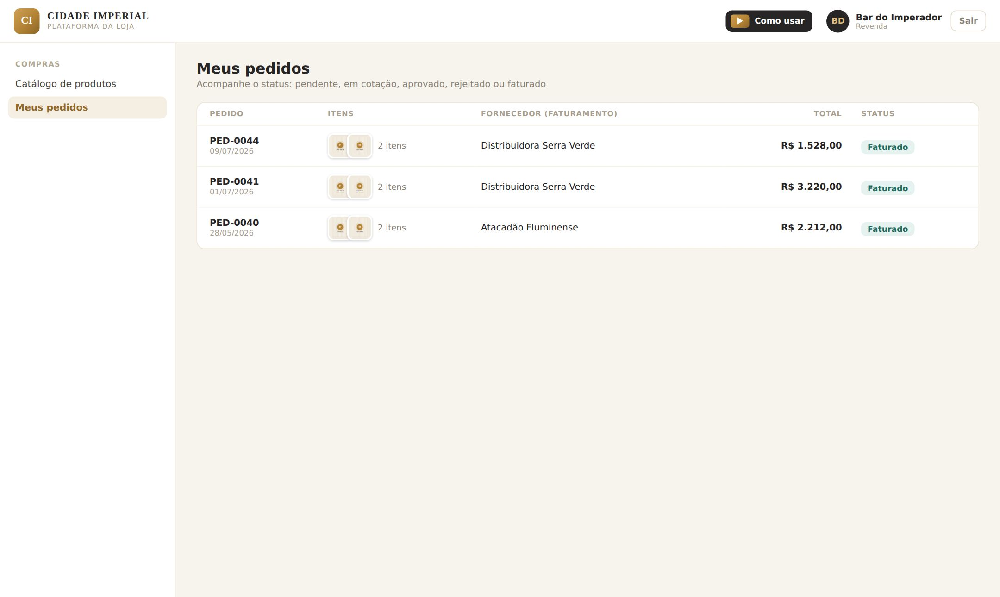 CI
CIDADE IMPERIAL
PLATAFORMA DA LOJA
Como usar
BD
Bar do Imperador
Revenda
Sair
COMPRAS
Catálogo de produtos
Meus pedidos
Meus pedidos
Acompanhe o status: pendente, em cotação, aprovado, rejeitado ou faturado
PEDIDO ITENS FORNECEDOR (FATURAMENTO) TOTAL STATUS
PED-0044
09/07/2026
2 itens
Distribuidora Serra Verde
R$ 1.528,00
Faturado
PED-0041
01/07/2026
2 itens
Distribuidora Serra Verde
R$ 3.220,00
Faturado
PED-0040
28/05/2026
2 itens
Atacadão Fluminense
R$ 2.212,00
Faturado